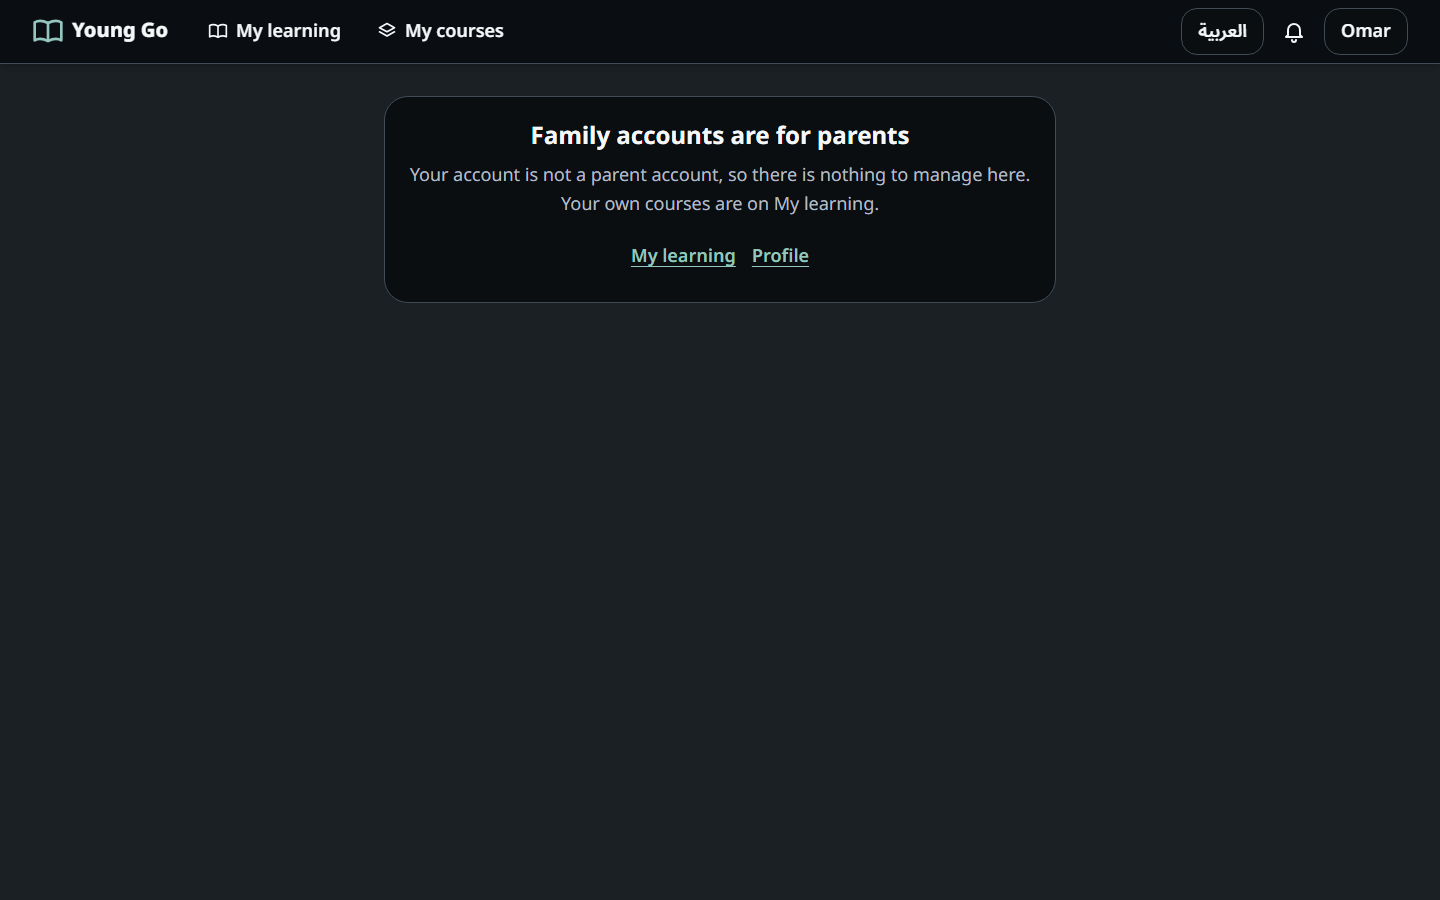 Young Go
My learning
My courses
العربية
Omar
Family accounts are for parents
Your account is not a parent account, so there is nothing to manage here.
Your own courses are on My learning.
My learning
Profile